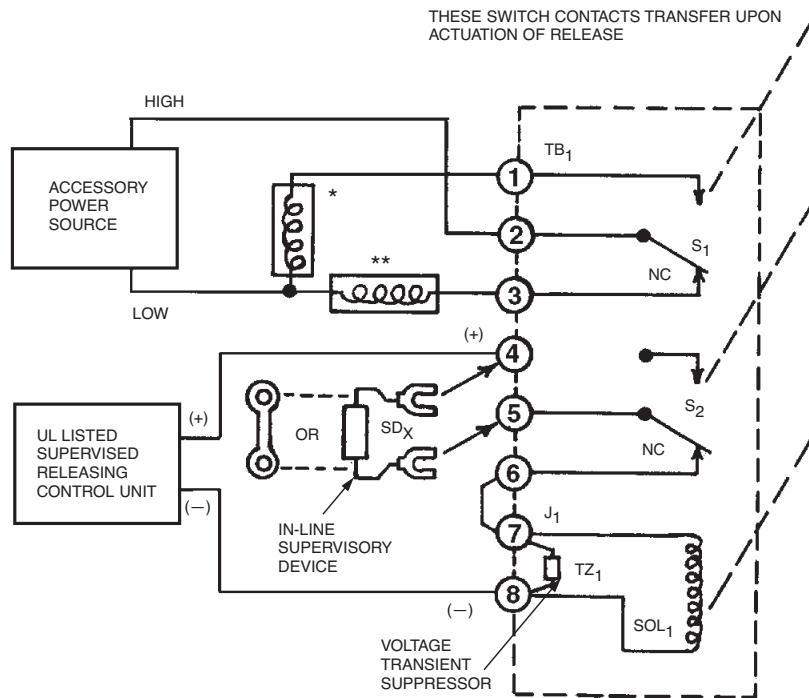 THESE SWITCH CONTACTS TRANSFER UPON
ACTUATION OF RELEASE
HIGH
ACCESSORY
POWER
SOURCE
LOW
*
**
1
TB1
2
S1
NC
3
(+)
4
UL LISTED
SUPERVISED
RELEASING
CONTROL UNIT
(+)
(—)
OR
SDX
5
S2
NC
6
IN-LINE
SUPERVISORY
DEVICE
7
J1
TZ1
8
(—)
SOL1
VOLTAGE
TRANSIENT
SUPPRESSOR